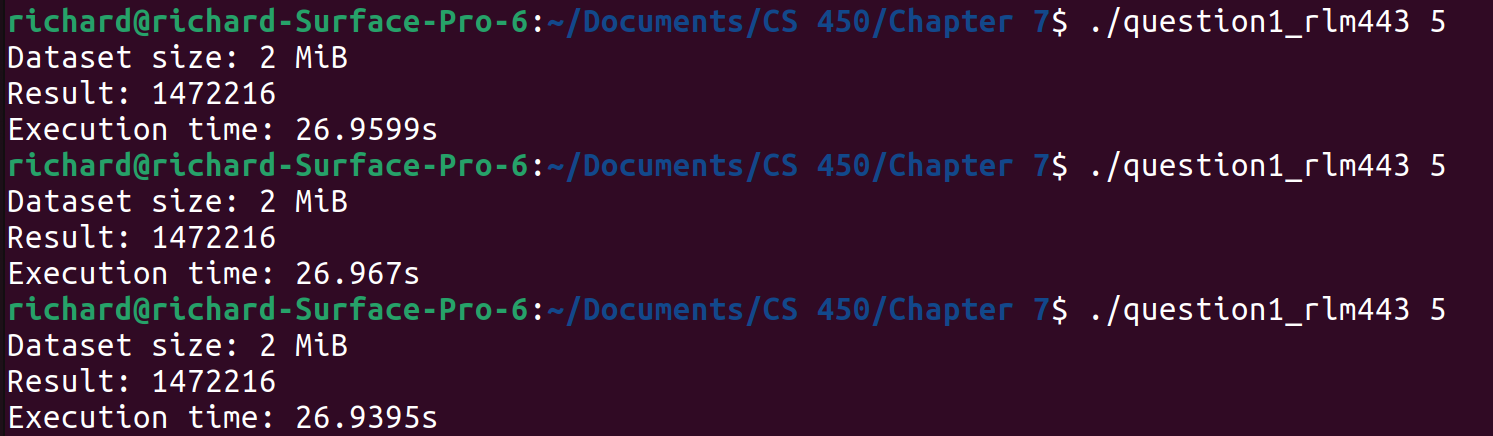 richard@richard-Surface-Pro-6:~/Documents/CS 450/Chapter 7$ ./question1_rlm443 5
Dataset size: 2 MiB
Result: 1472216
Execution time: 26.9599s
richard@richard-Surface-Pro-6:~/Documents/CS 450/Chapter 7$ ./question1_rlm443 5
Dataset size: 2 MiB
Result: 1472216
Execution time: 26.967s
richard@richard-Surface-Pro-6:~/Documents/CS 450/Chapter 7$ ./question1_rlm443 5
Dataset size: 2 MiB
Result: 1472216
Execution time: 26.9395s